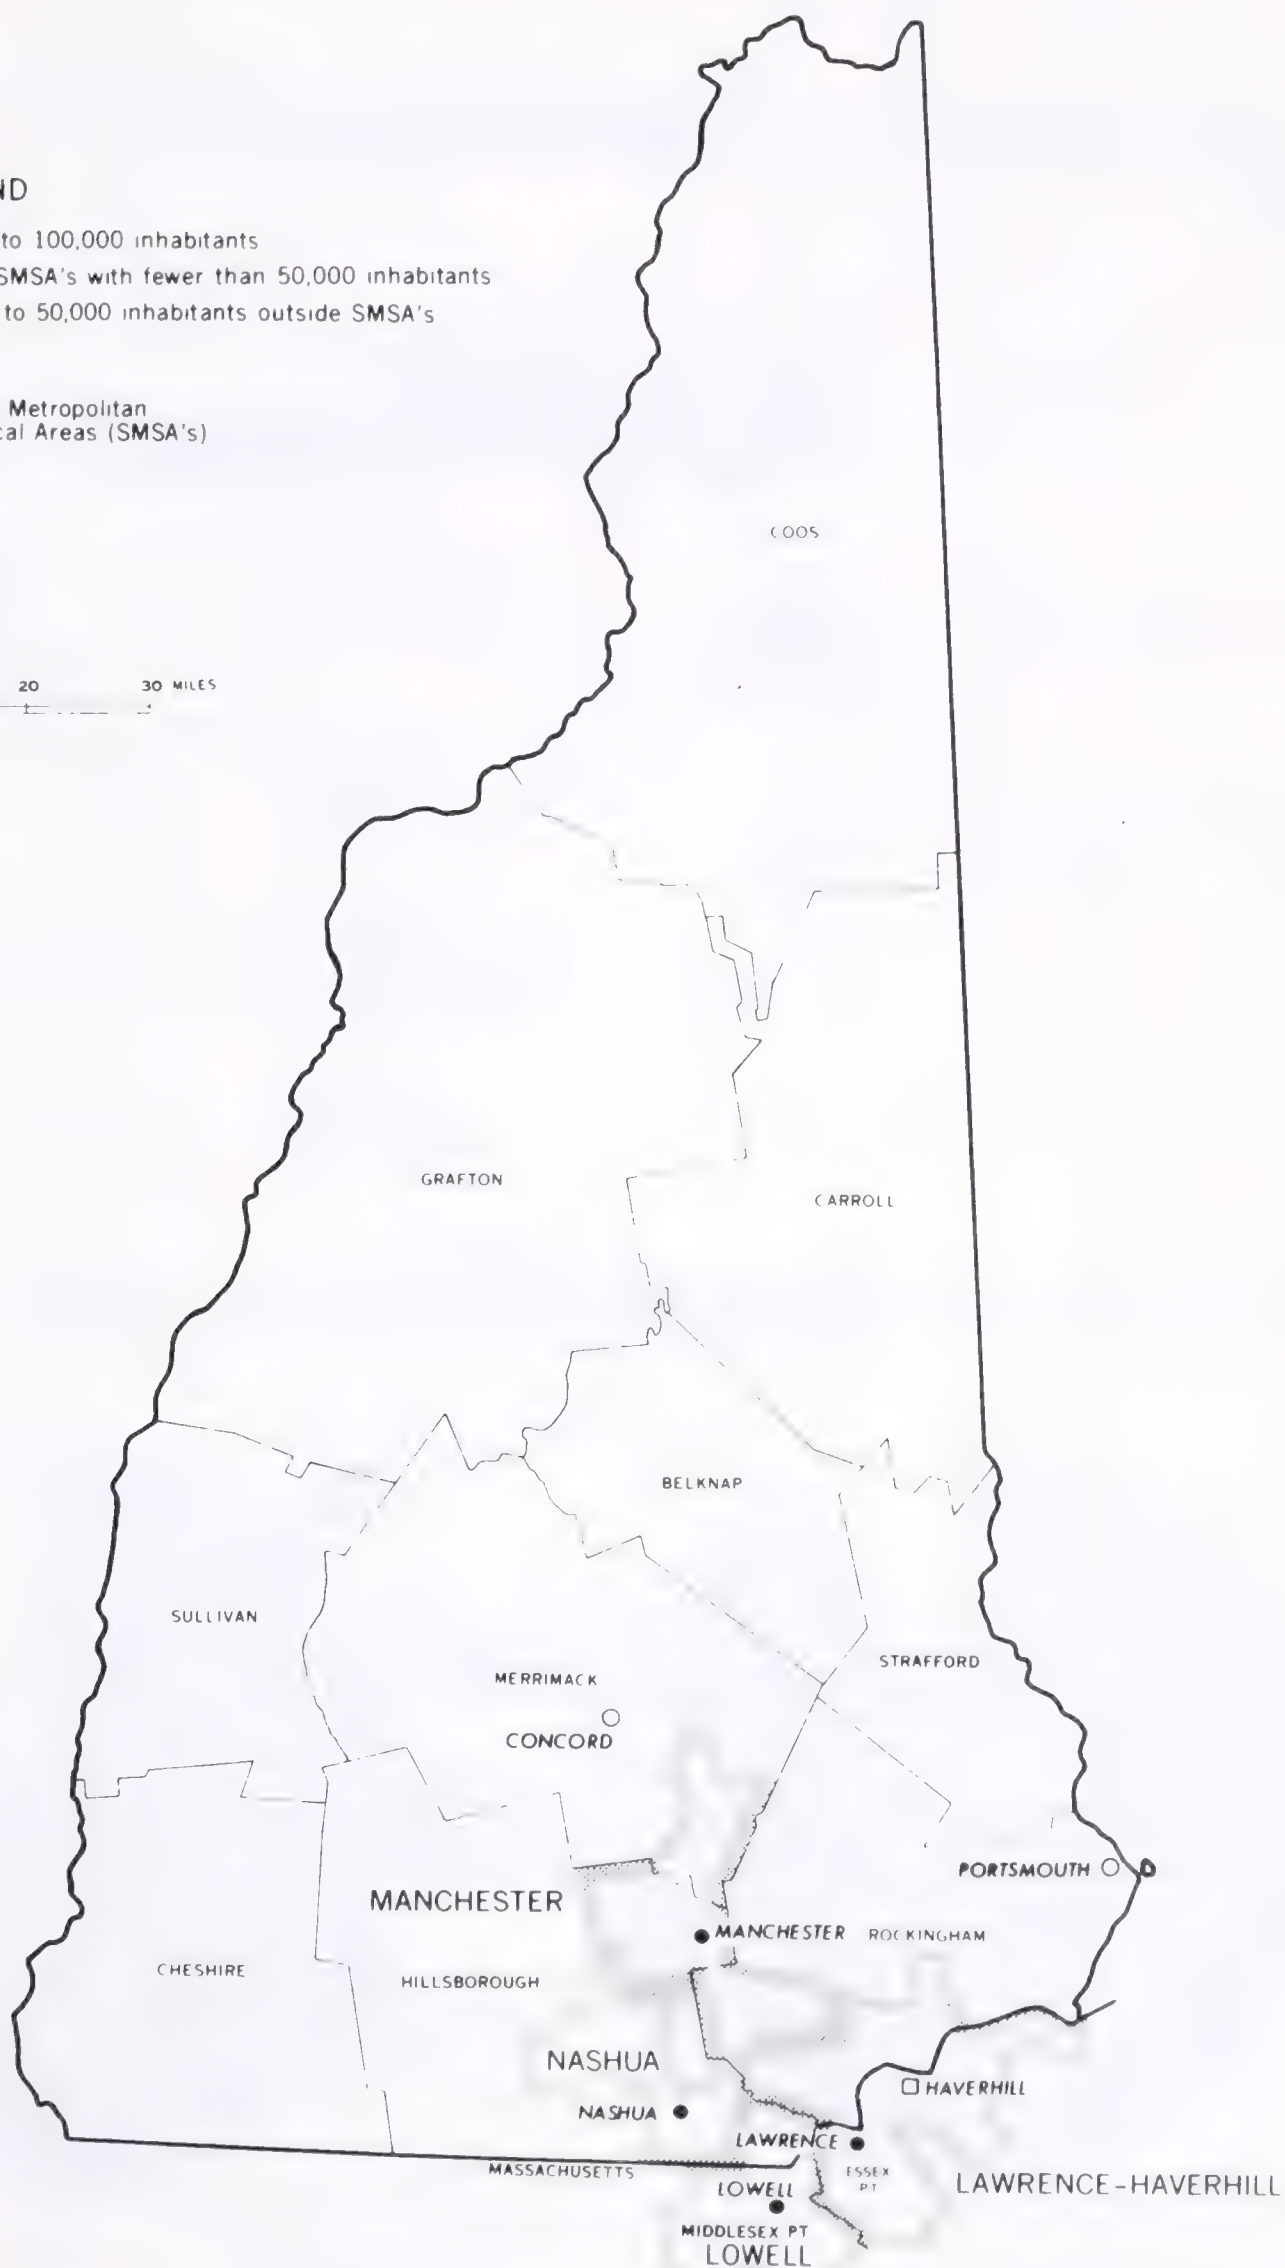 ND
to 100,000 inhabitants
SMSA's with fewer than 50,000 inhabitants
to 50,000 inhabitants outside SMSA's
Metropolitan
cal Areas (SMSA's)
COOS
20 30 MILES
GRAFTON
CARROLL
BELKNAP
SULLIVAN
STRAFFORD
MERRIMACK
CONCORD
PORTSMOUTH
MANCHESTER
MANCHESTER ROCKINGHAM
CHESHIRE
HILLSBOROUGH
NASHUA
HAVERHILL
NASHUA
LAWRENCE
MASSACHUSETTS
ESSEX
PT
LAWRENCE-HAVERHILL
LOWELL
MIDDLESEX PT
LOWELL